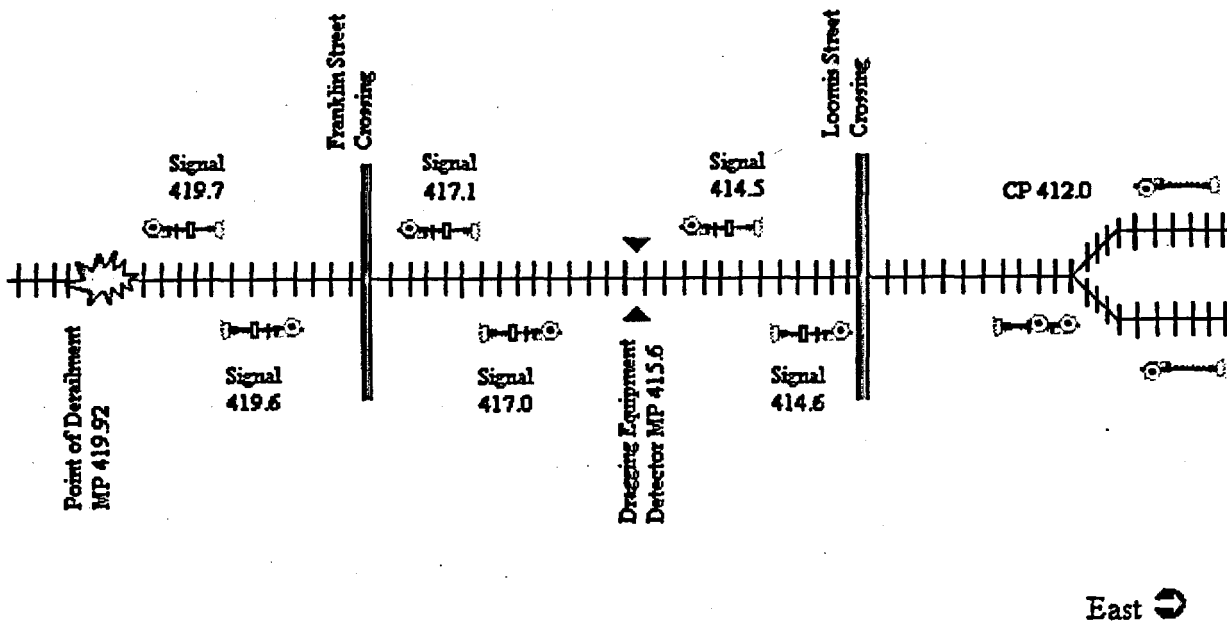 Franklin Street
Crossing
Loomis Street
Crossing
Signal
419.7
Signal
417.1
Signal
414.5
CP 412.0
Point of Derailment
MP 419.92
Signal
419.6
Signal
417.0
Dragging Equipment
Detector MP 415.6
Signal
414.6
East